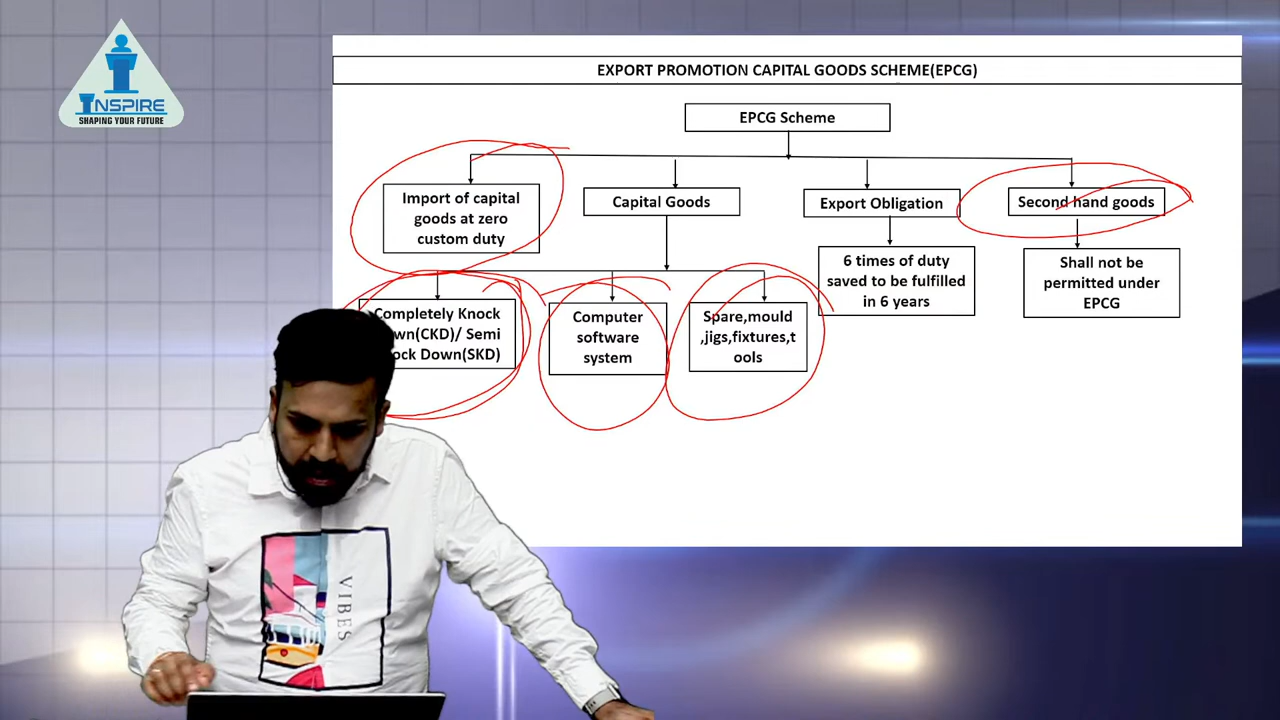 INSPIRE
SHAPING YOUR FUTURE
EXPORT PROMOTION CAPITAL GOODS SCHEME(EPCG)
EPCG Scheme
Import of capital
goods at zero
custom duty
Capital Goods
Export Obligation
Second hand goods
6 times of duty
saved to be fulfilled
in 6 years
Shall not be
permitted under
EPCG
Completely Knock
(CKD)/ Semi
Down(SKD)
Computer
software
system
Spare,mould
,jigs,fixtures,t
ools
VIBES